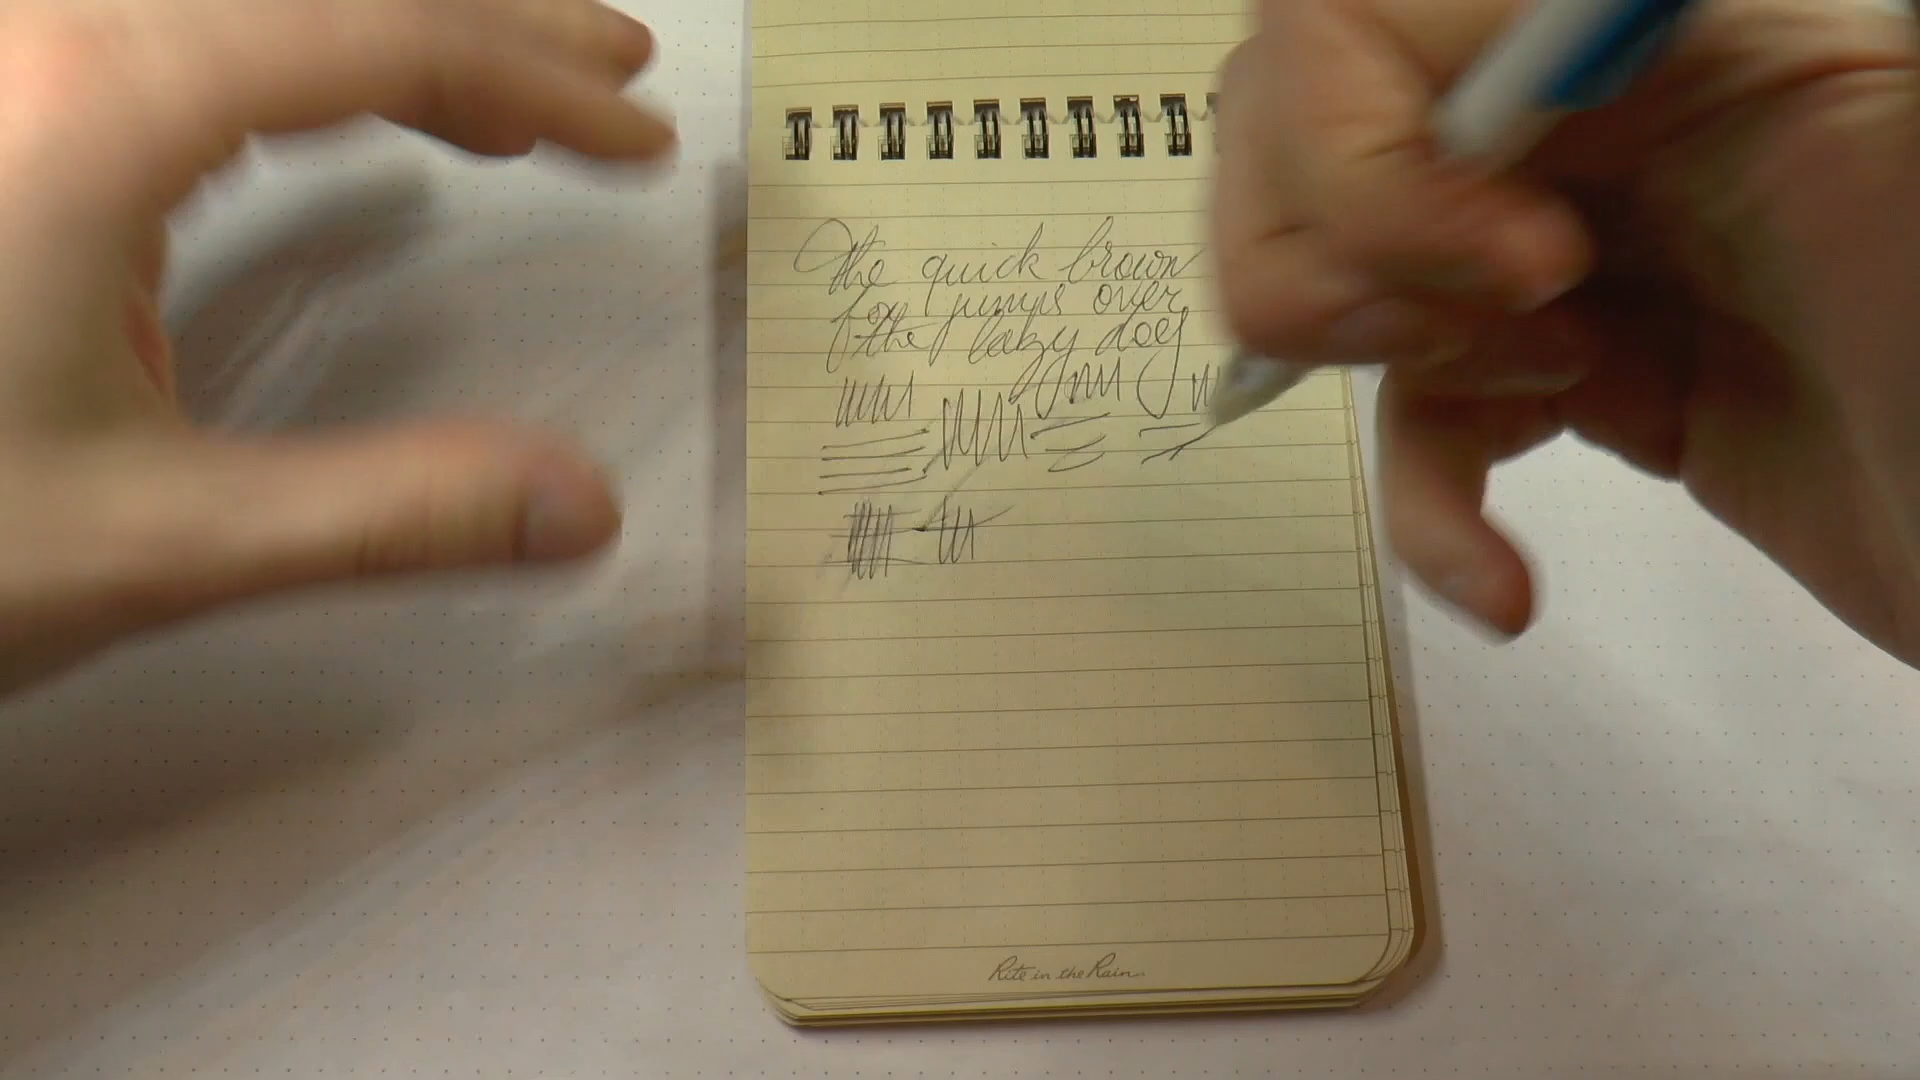 The quick brown
fox jumps over
the lazy dog
Rite in the Rain